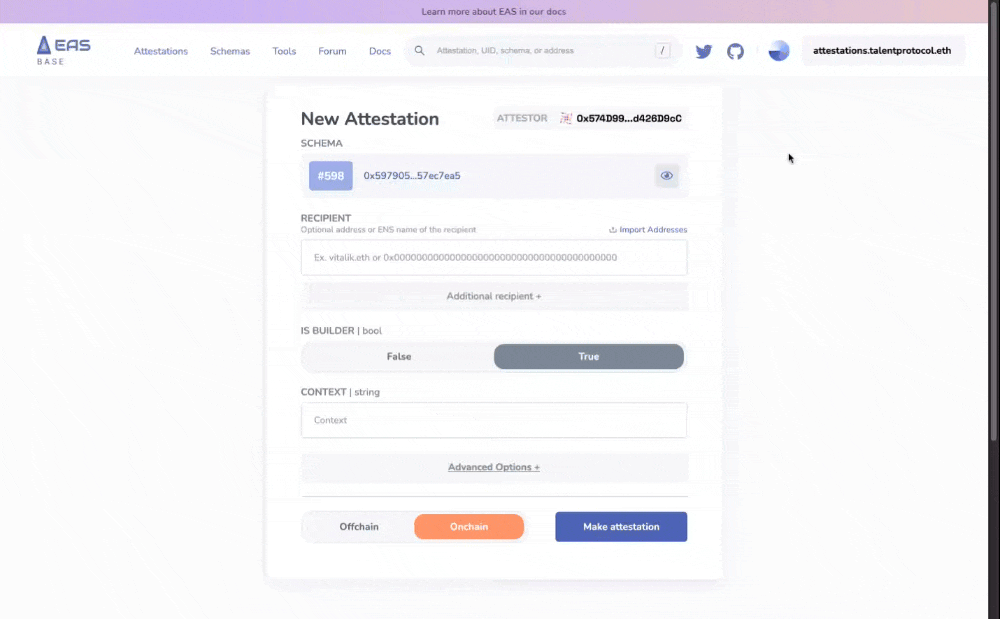 Learn more about EAS in our docs
EAS
BASE
Attestations Schemas Tools Forum Docs Attestation, UID, schema, or address / attestations.talentprotocol.eth
New Attestation
ATTESTOR 0x574D99...d426D9cC
SCHEMA
#598 0x597905...57ec7ea5
RECIPIENT
Optional address or ENS name of the recipient Import Addresses
Ex. vitalik.eth or 0x0000000000000000000000000000000000000000
Additional recipient +
IS BUILDER | bool
False True
CONTEXT | string
Context
Advanced Options +
Offchain Onchain Make attestation